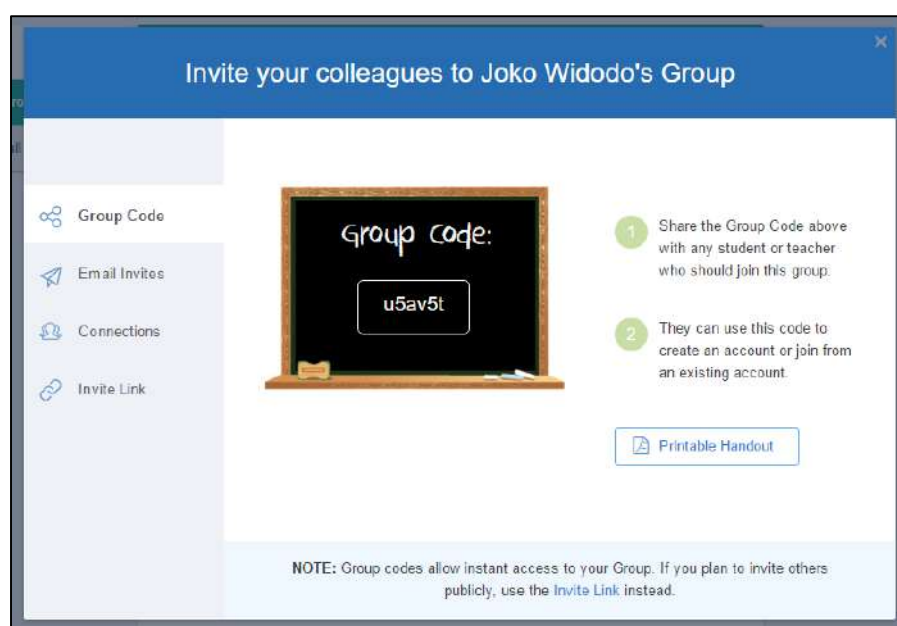 Invite your colleagues to Joko Widodo's Group
Group Code
Email Invites
Connections
Invite Link
Group Code:
u5av5t
1
Share the Group Code above
with any student or teacher
who should join this group.
2
They can use this code to
create an account or join from
an existing account.
Printable Handout
NOTE: Group codes allow instant access to your Group. If you plan to invite others
publicly, use the Invite Link instead.